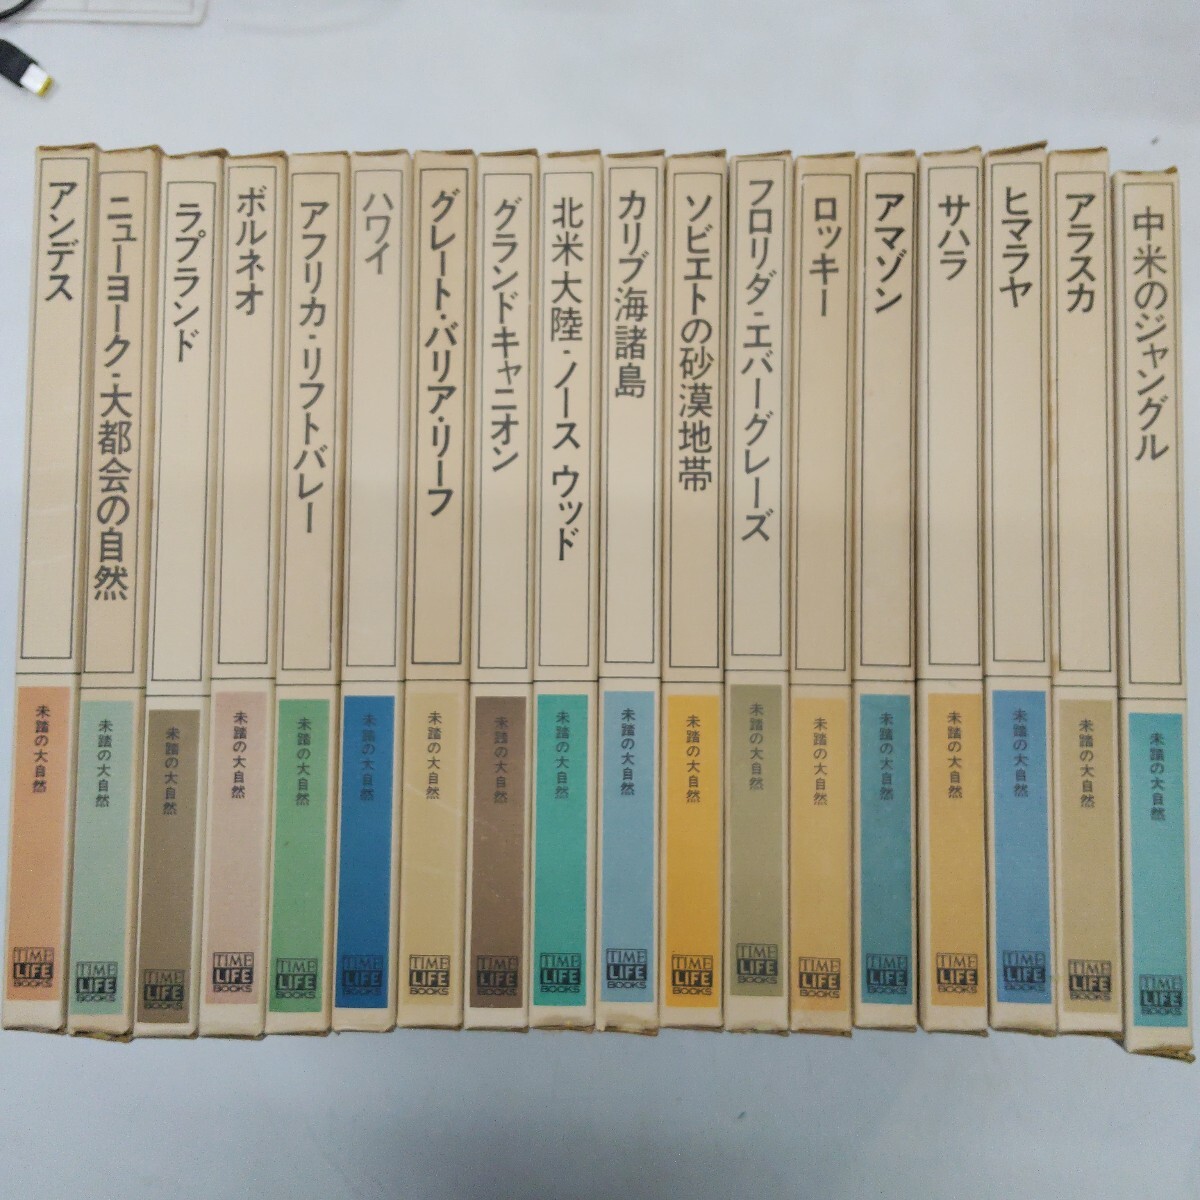 アンデス
未踏の大自然
TIME
LIFE
BOOKS
ニューヨーク・大都会の自然
未踏の大自然
TIME
LIFE
BOOKS
ラプランド
未踏の大自然
TIME
LIFE
BOOKS
ボルネオ
未踏の大自然
TIME
LIFE
BOOKS
アフリカ・リフトバレー
未踏の大自然
TIME
LIFE
BOOKS
ハワイ
未踏の大自然
TIME
LIFE
BOOKS
グレート・バリア・リーフ
未踏の大自然
TIME
LIFE
BOOKS
グランドキャニオン
未踏の大自然
TIME
LIFE
BOOKS
北米大陸・ノース ウッド
未踏の大自然
TIME
LIFE
BOOKS
カリブ海諸島
未踏の大自然
TIME
LIFE
BOOKS
ソビエトの砂漠地帯
未踏の大自然
TIME
LIFE
BOOKS
フロリダ・エバーグレーズ
未踏の大自然
TIME
LIFE
BOOKS
ロッキー
未踏の大自然
TIME
LIFE
BOOKS
アマゾン
未踏の大自然
TIME
LIFE
BOOKS
サハラ
未踏の大自然
TIME
LIFE
BOOKS
ヒマラヤ
未踏の大自然
TIME
LIFE
BOOKS
アラスカ
未踏の大自然
TIME
LIFE
BOOKS
中米のジャングル
未踏の大自然
TIME
LIFE
BOOKS